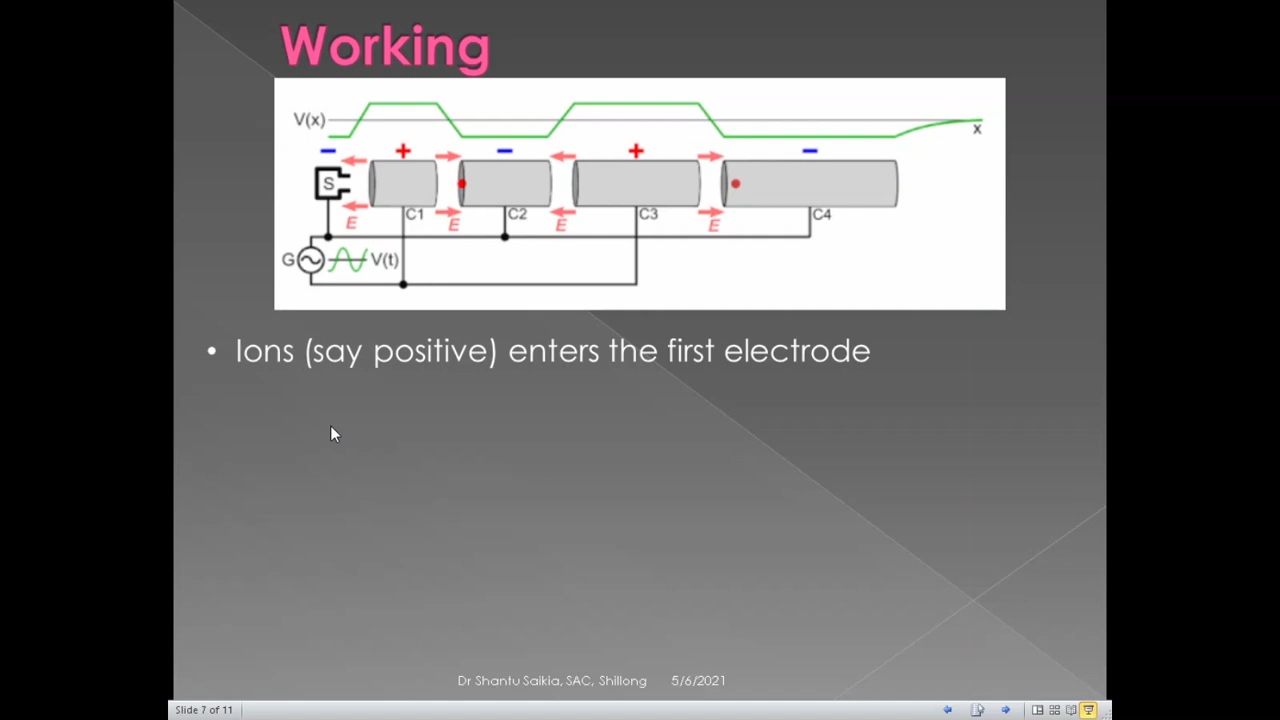 Working
V(x)
x
− + − + −
S
E E E E E
C1 C2 C3 C4
G V(t)
• Ions (say positive) enters the first electrode
Dr Shantu Saikia, SAC, Shillong 5/6/2021
Slide 7 of 11